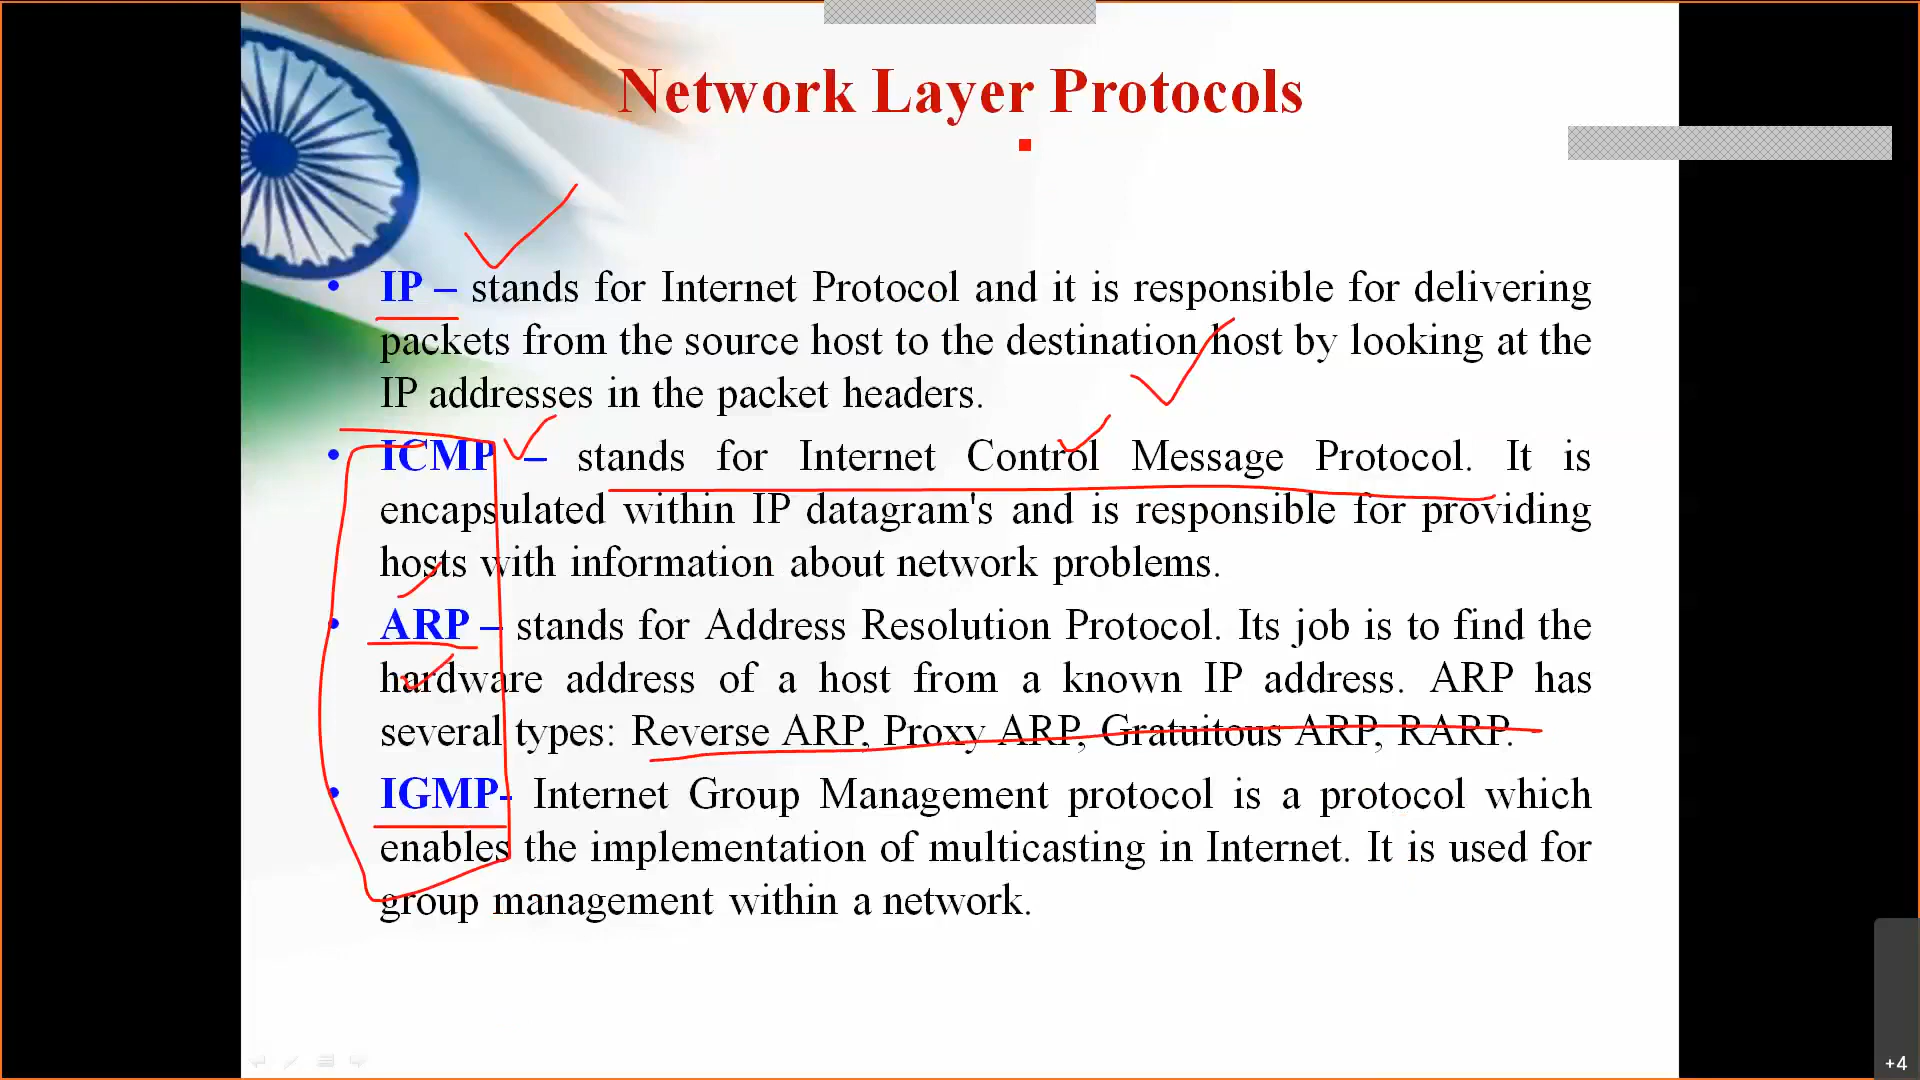 Network Layer Protocols
• IP – stands for Internet Protocol and it is responsible for delivering
packets from the source host to the destination host by looking at the
IP addresses in the packet headers.
• ICMP – stands for Internet Control Message Protocol. It is
encapsulated within IP datagram's and is responsible for providing
hosts with information about network problems.
• ARP – stands for Address Resolution Protocol. Its job is to find the
hardware address of a host from a known IP address. ARP has
several types: Reverse ARP, Proxy ARP, Gratuitous ARP, RARP.
• IGMP- Internet Group Management protocol is a protocol which
enables the implementation of multicasting in Internet. It is used for
group management within a network.
+4